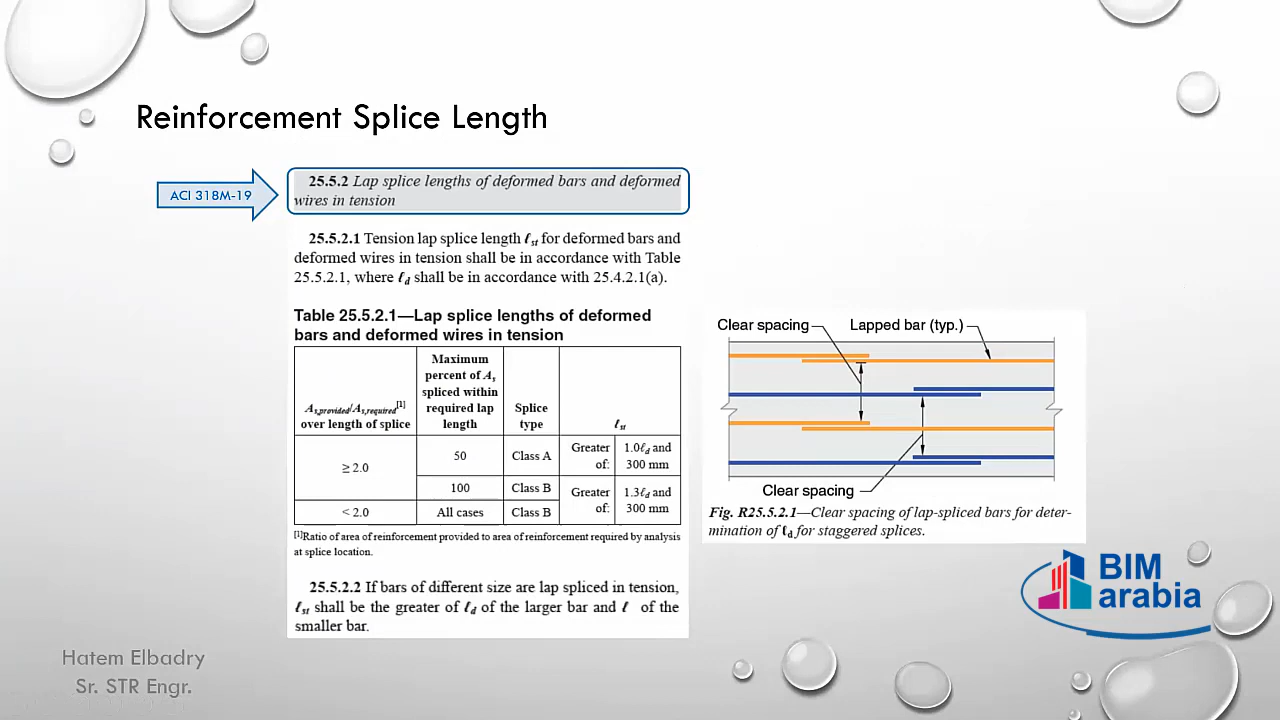 Reinforcement Splice Length
ACI 318M-19
25.5.2 Lap splice lengths of deformed bars and deformed
wires in tension
25.5.2.1 Tension lap splice length ℓst for deformed bars and
deformed wires in tension shall be in accordance with Table
25.5.2.1, where ℓd shall be in accordance with 25.4.2.1(a).
Table 25.5.2.1—Lap splice lengths of deformed
bars and deformed wires in tension
As,provided/As,required[1]
over length of splice
Maximum
percent of As
spliced within
required lap
length
Splice
type
ℓst
≥ 2.0
50
Class A
Greater
of:
1.0ℓd and
300 mm
100
Class B
Greater
of:
1.3ℓd and
300 mm
< 2.0
All cases
Class B
[1]Ratio of area of reinforcement provided to area of reinforcement required by analysis
at splice location.
25.5.2.2 If bars of different size are lap spliced in tension,
ℓst shall be the greater of ℓd of the larger bar and ℓ of the
smaller bar.
Clear spacing
Lapped bar (typ.)
Clear spacing
Fig. R25.5.2.1—Clear spacing of lap-spliced bars for deter-
mination of ℓd for staggered splices.
BIM
arabia
Hatem Elbadry
Sr. STR Engr.